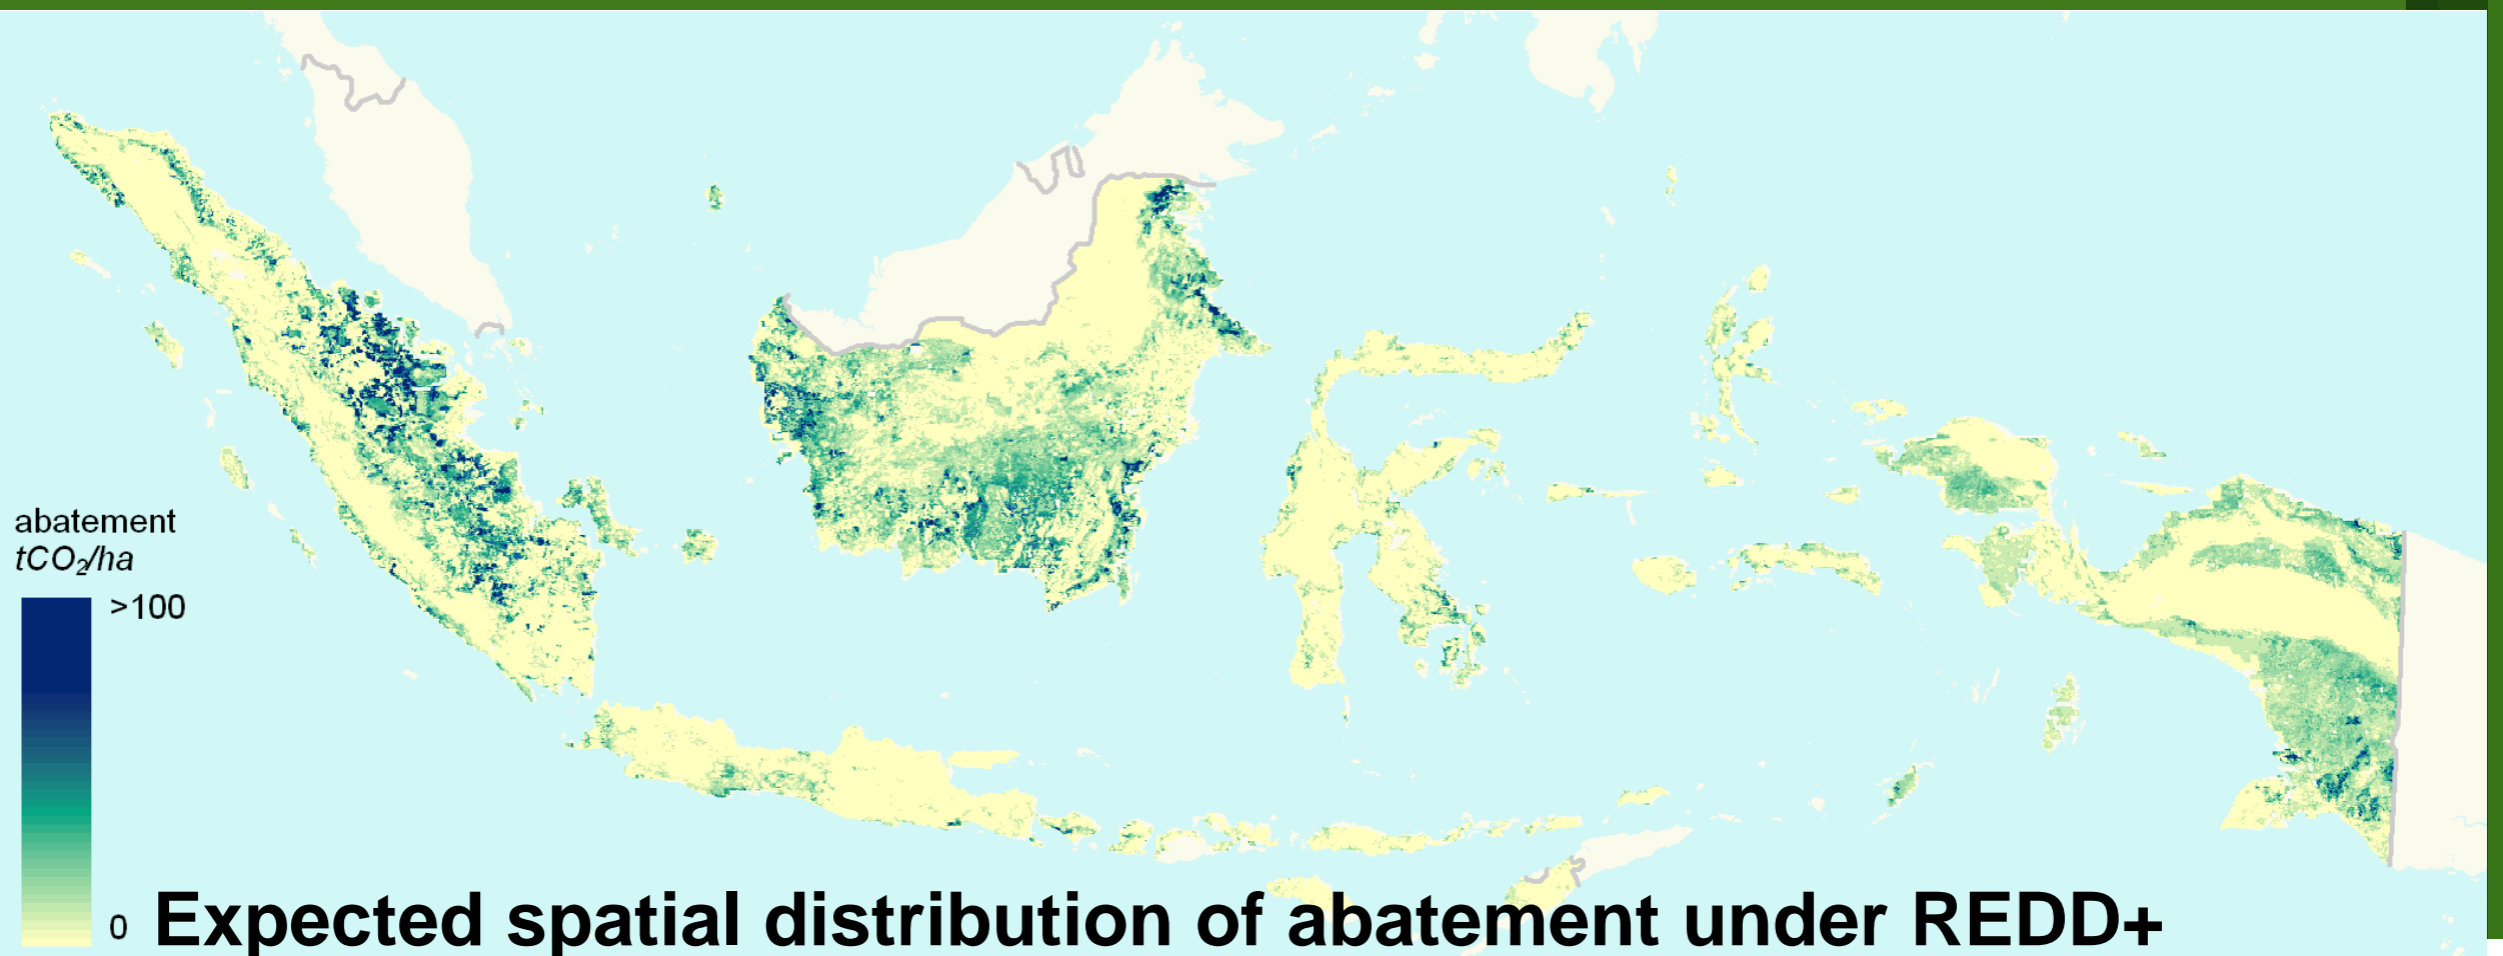 abatement
tCO₂/ha
>100
0
Expected spatial distribution of abatement under REDD+